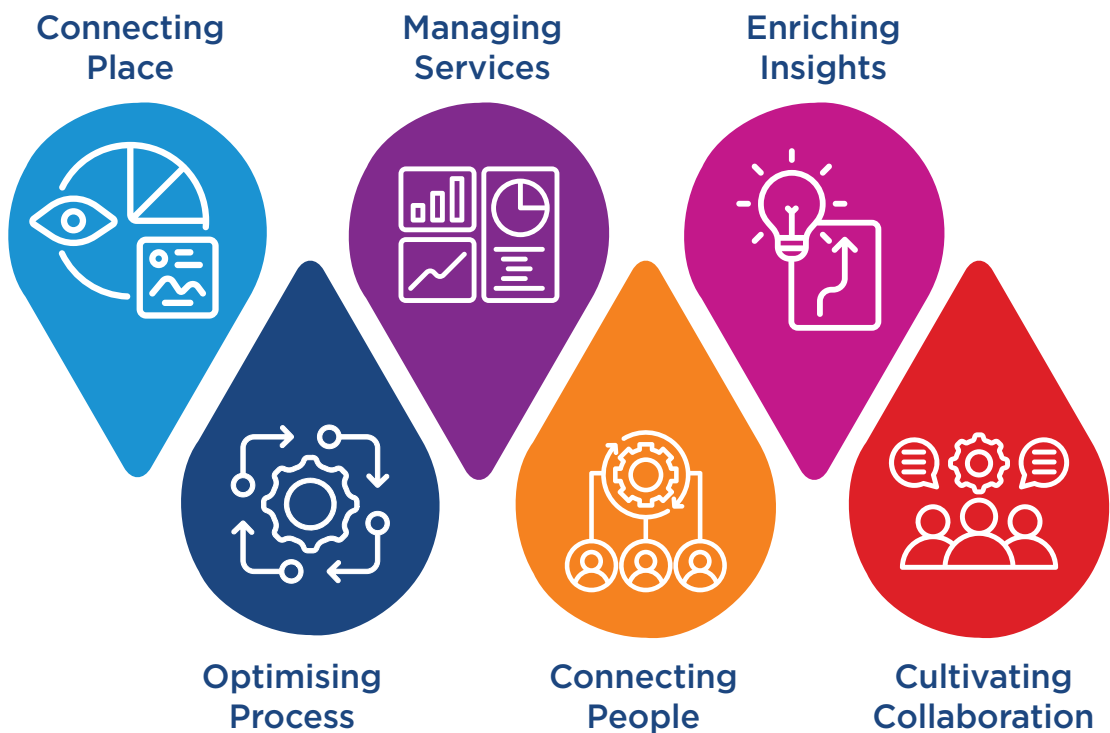 Connecting
Place
Managing
Services
Enriching
Insights
Optimising
Process
Connecting
People
Cultivating
Collaboration